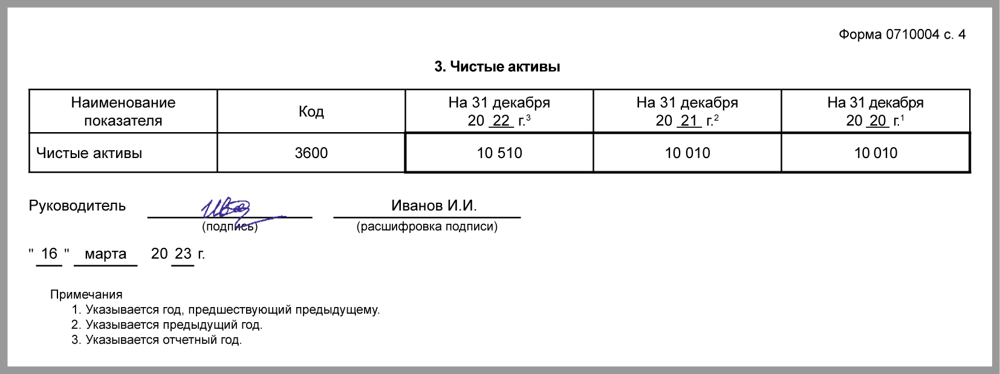 Форма 0710004 с. 4
3. Чистые активы
Наименование показателя Код На 31 декабря 20 22 г.³ На 31 декабря 20 21 г.² На 31 декабря 20 20 г.¹
Чистые активы 3600 10 510 10 010 10 010
Руководитель Иванов И.И.
(подпись) (расшифровка подписи)
" 16 " марта 20 23 г.
Примечания
1. Указывается год, предшествующий предыдущему.
2. Указывается предыдущий год.
3. Указывается отчетный год.